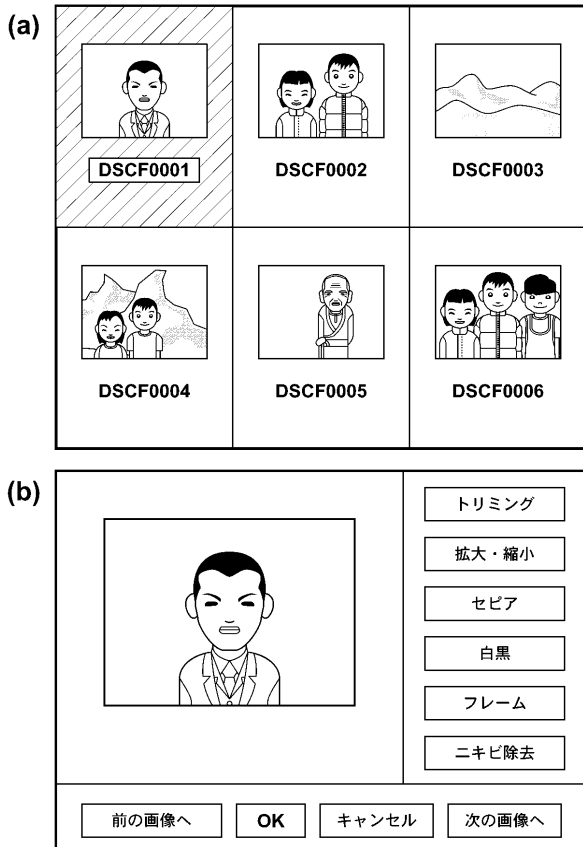 (a)
DSCF0001
DSCF0002
DSCF0003
DSCF0004
DSCF0005
DSCF0006
(b)
トリミング
拡大・縮小
セピア
白黒
フレーム
ニキビ除去
前の画像へ
OK
キャンセル
次の画像へ